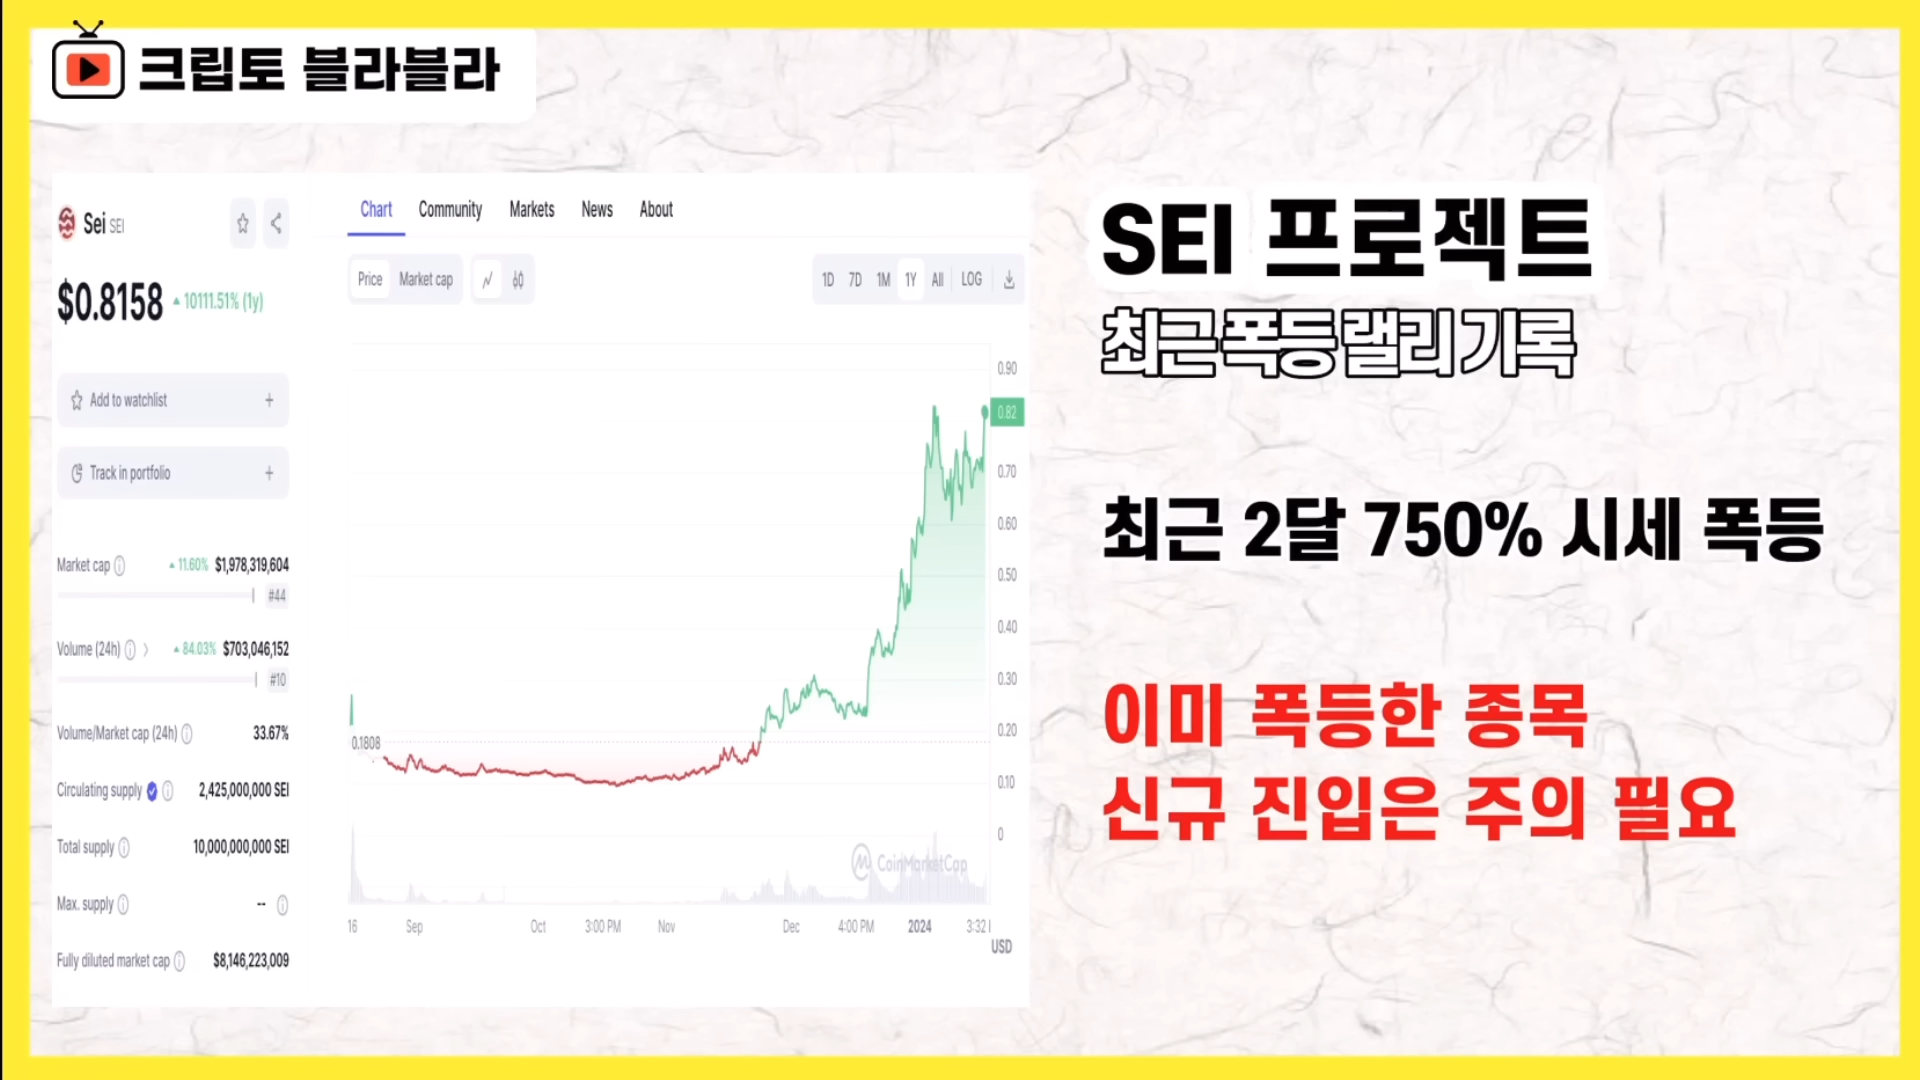 크립토 블라블라
Sei SEI
$0.8158 ▲ 10111.51% (1y)
Add to watchlist +
Track in portfolio +
Market cap ▲ 11.60% $1,978,319,604
#44
Volume (24h) > ▲ 84.03% $703,046,152
#10
Volume/Market cap (24h) 33.67%
Circulating supply 2,425,000,000 SEI
Total supply 10,000,000,000 SEI
Max. supply --
Fully diluted market cap $8,146,223,009
Chart Community Markets News About
Price Market cap
1D 7D 1M 1Y All LOG
0.90
0.82
0.70
0.60
0.50
0.40
0.30
0.20
0.1808
0.10
0
CoinMarketCap
16 Sep Oct 3:00 PM Nov Dec 4:00 PM 2024 3:32
USD
SEI 프로젝트
최근 폭등 랠리 기록
최근 2달 750% 시세 폭등
이미 폭등한 종목
신규 진입은 주의 필요